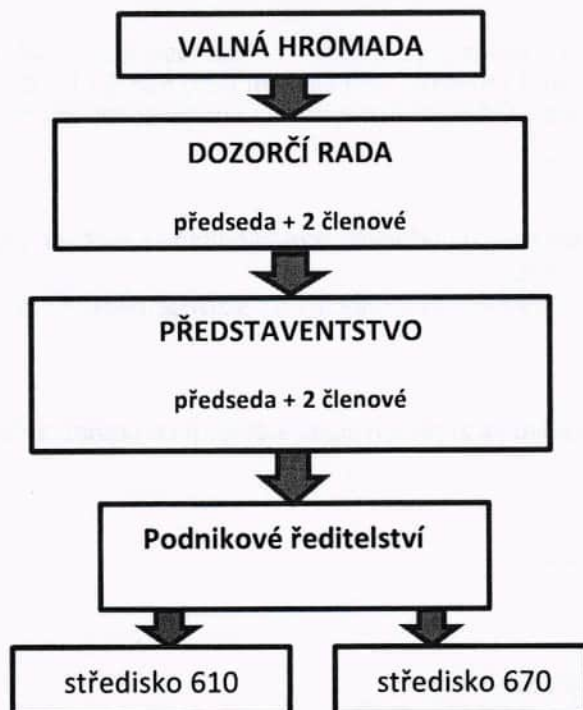 VALNÁ HROMADA
DOZORČÍ RADA
předseda + 2 členové
PŘEDSTAVENTSTVO
předseda + 2 členové
Podnikové ředitelství
středisko 610
středisko 670